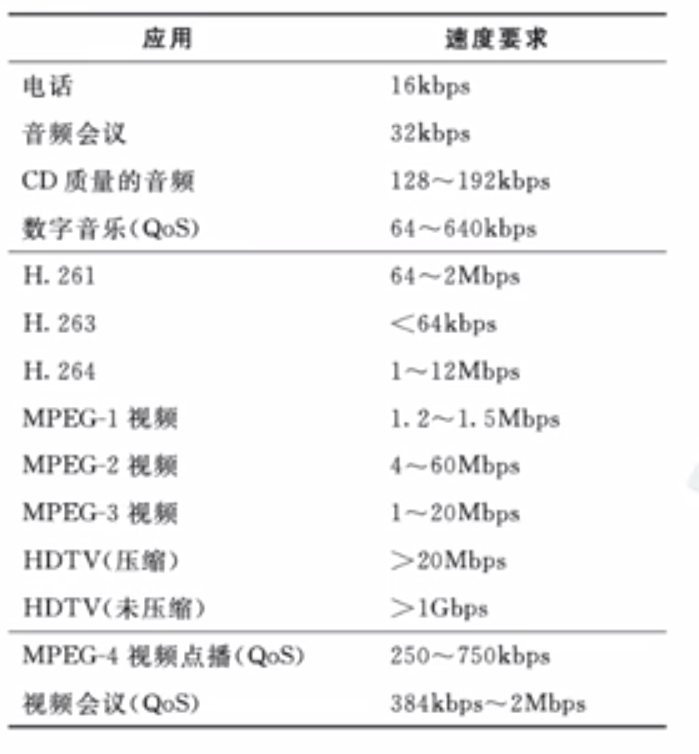 应用 速度要求
电话 16kbps
音频会议 32kbps
CD 质量的音频 128～192kbps
数字音乐(QoS) 64～640kbps
H. 261 64～2Mbps
H. 263 <64kbps
H. 264 1～12Mbps
MPEG-1 视频 1. 2～1. 5Mbps
MPEG-2 视频 4～60Mbps
MPEG-3 视频 1～20Mbps
HDTV(压缩) >20Mbps
HDTV(未压缩) >1Gbps
MPEG-4 视频点播(QoS) 250～750kbps
视频会议(QoS) 384kbps～2Mbps